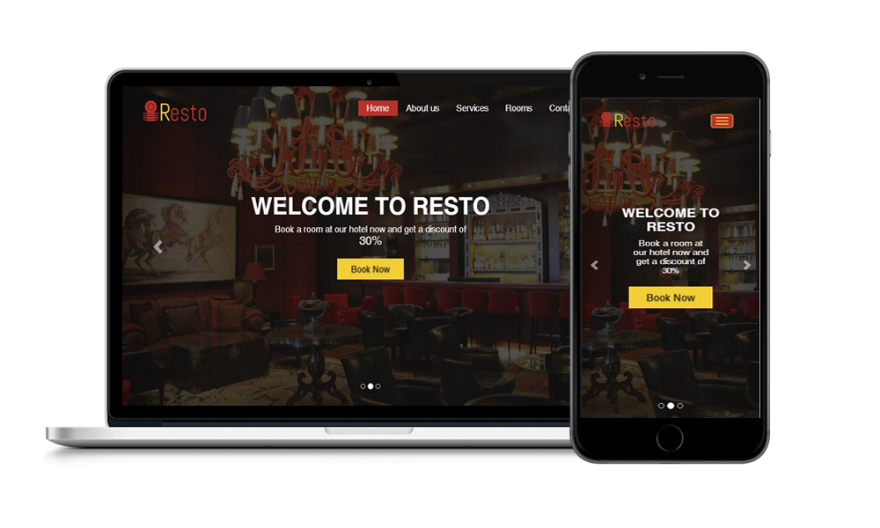 Resto
Home About us Services Rooms Conta
WELCOME TO RESTO
Book a room at our hotel now and get a discount of
30%
Book Now
Resto
WELCOME TO
RESTO
Book a room at
our hotel now and
get a discount of
30%
Book Now